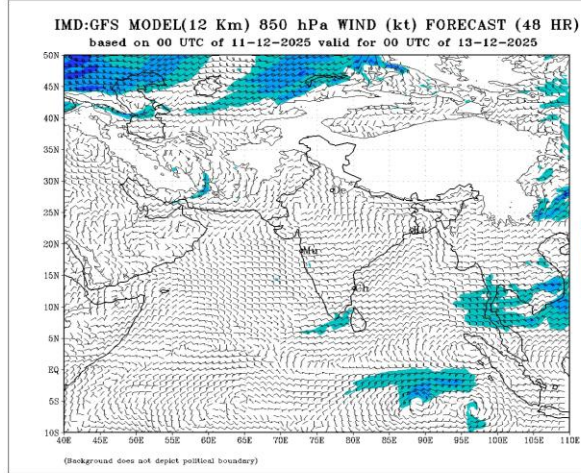 IMD:GFS MODEL(12 Km) 850 hPa WIND (kt) FORECAST (48 HR)
based on 00 UTC of 11-12-2025 valid for 00 UTC of 13-12-2025
50N
45N
40N
35N
30N
25N
20N
15N
10N
5N
EQ
5S
10S
Mu
Ch
40E 45E 50E 55E 60E 65E 70E 75E 80E 85E 90E 95E 100E 105E 110E
(Background does not depict political boundary)